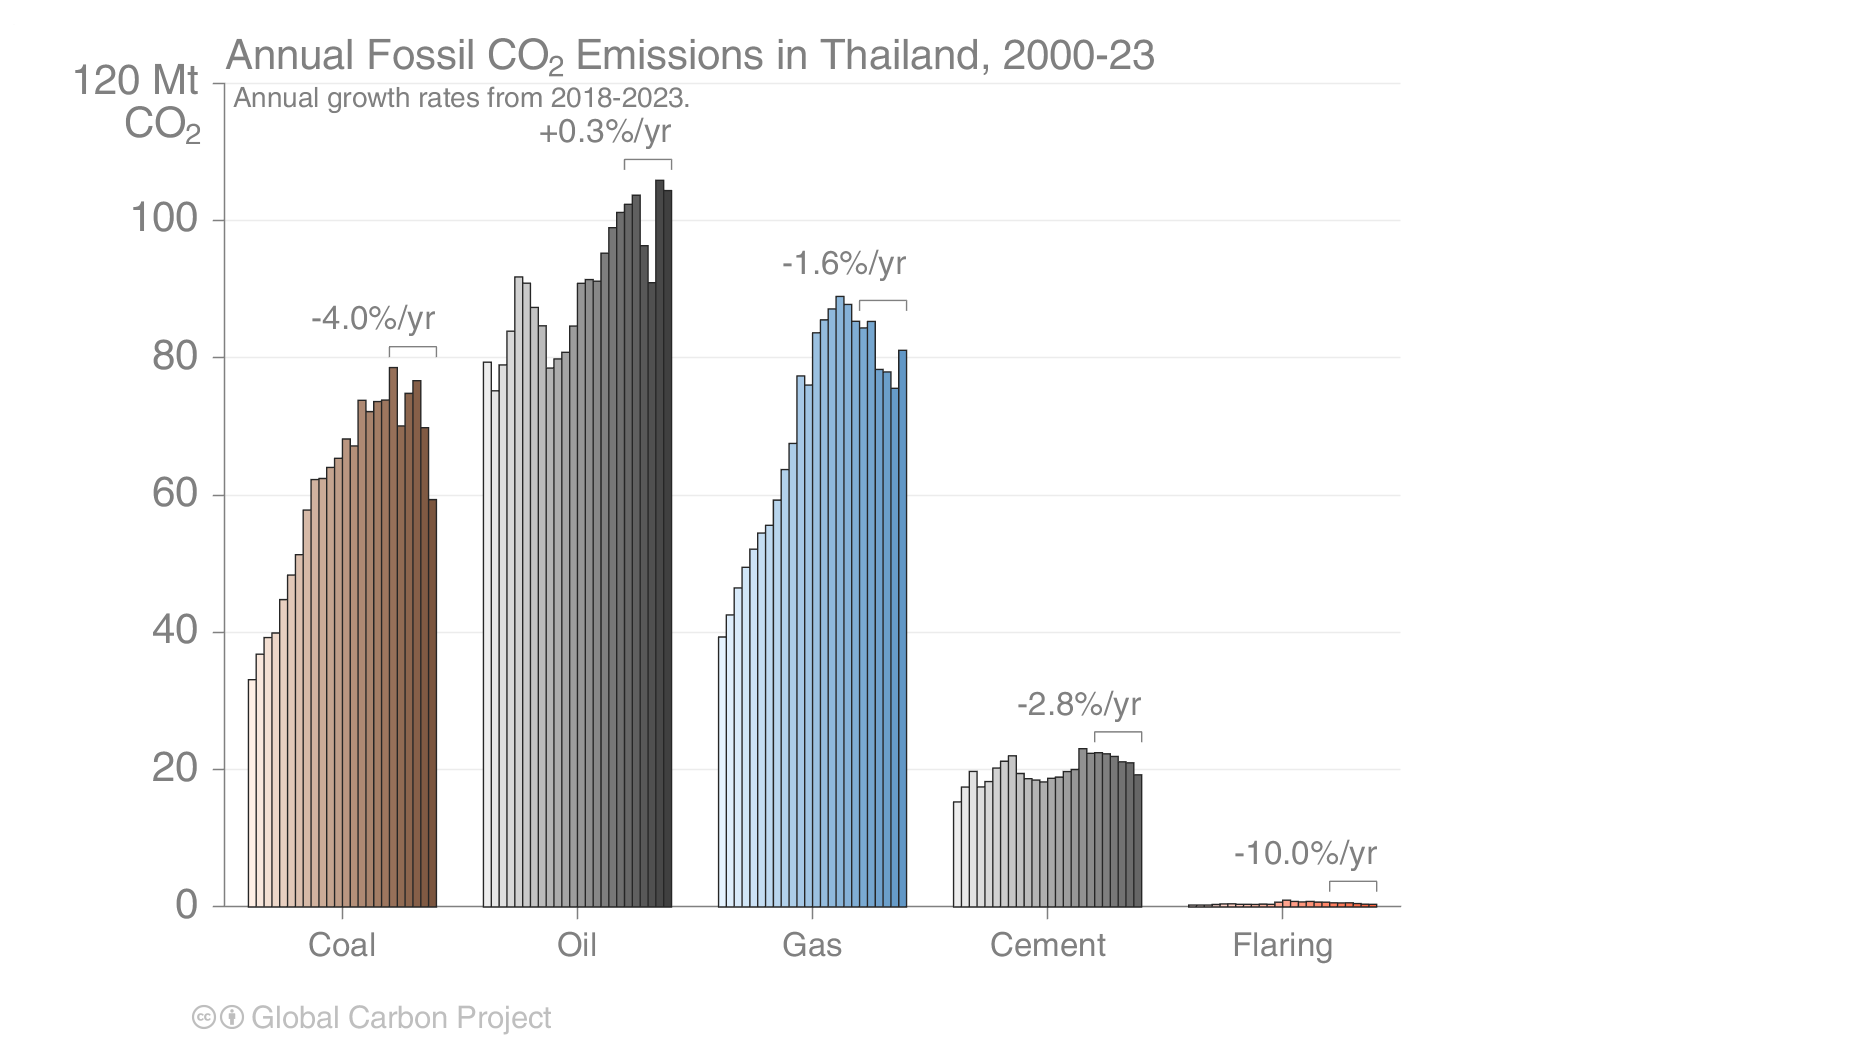 Annual Fossil CO₂ Emissions in Thailand, 2000-23
120 Mt
CO₂
Annual growth rates from 2018-2023.
+0.3%/yr
100
-1.6%/yr
-4.0%/yr
80
60
40
-2.8%/yr
20
-10.0%/yr
0
Coal Oil Gas Cement Flaring
cc Global Carbon Project